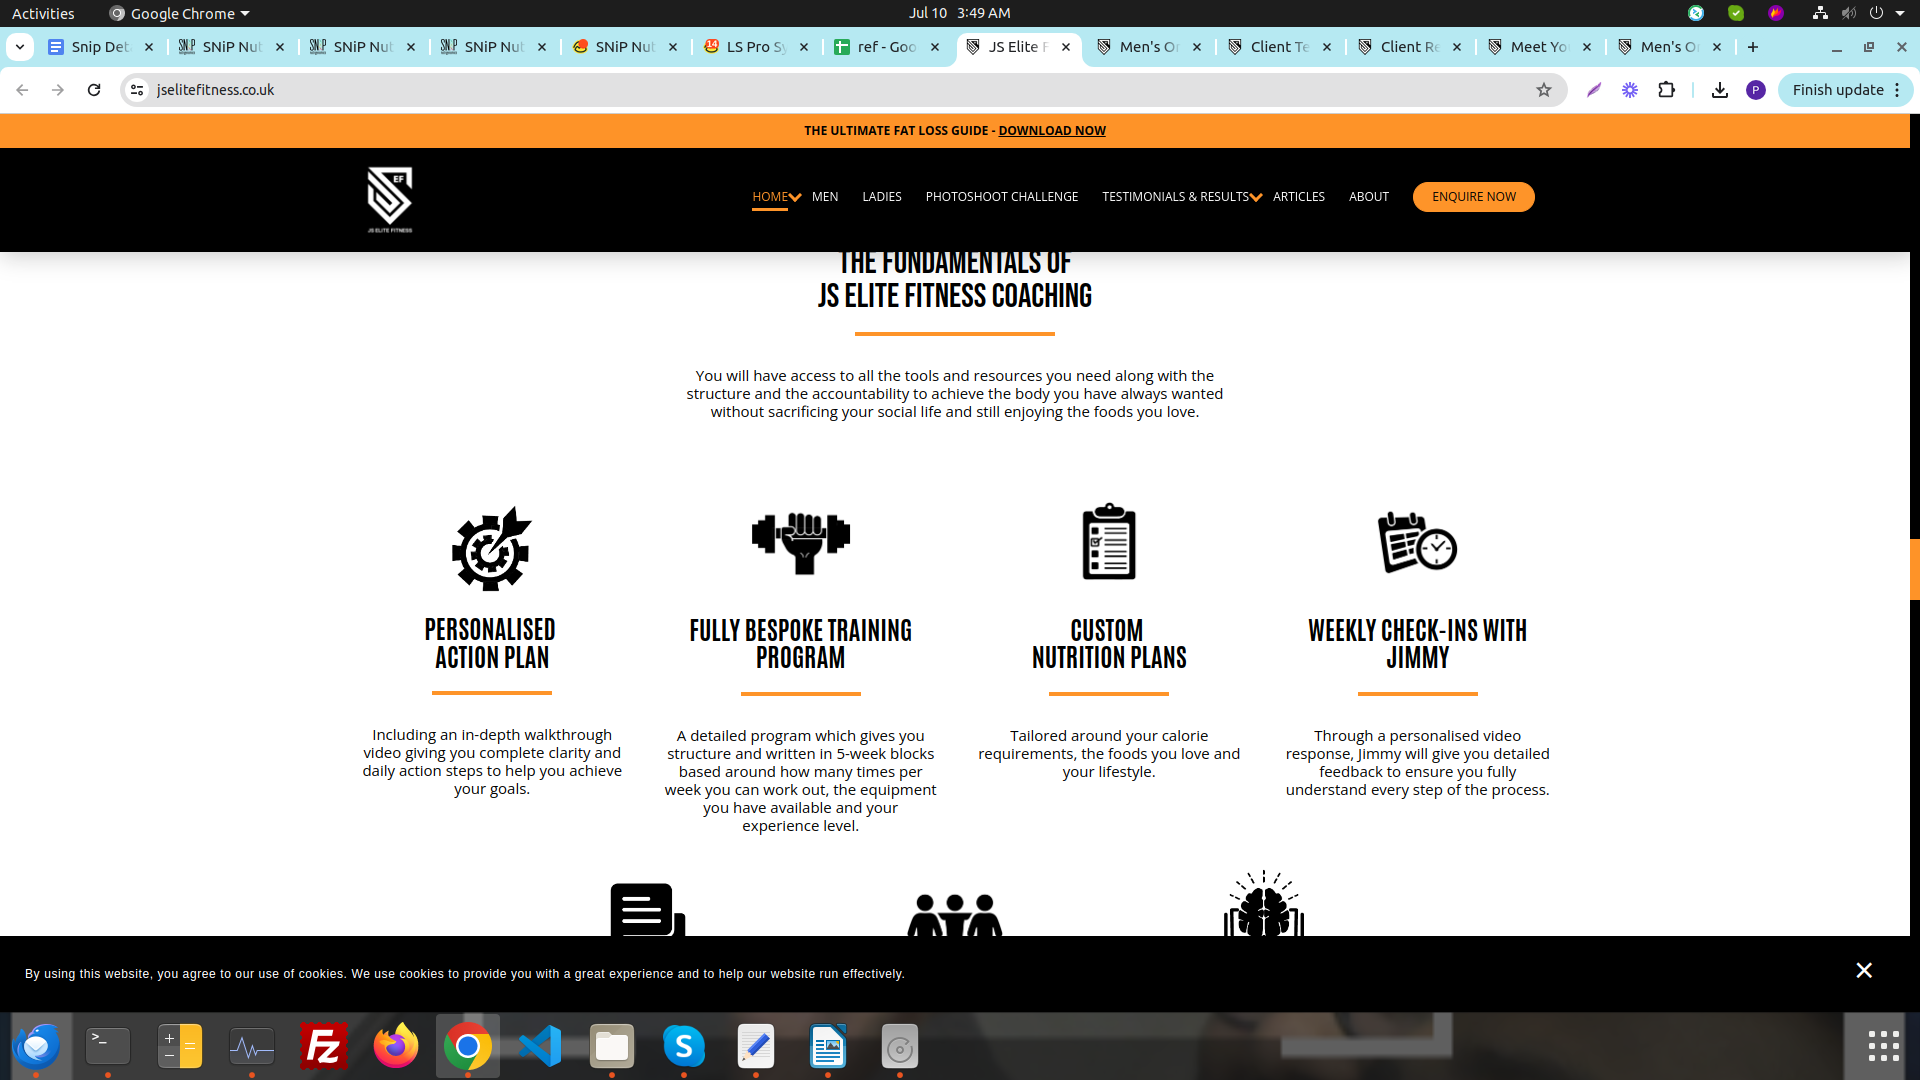 Activities
Google Chrome
Jul 10 3:49 AM
Snip Det
SNiP Nut
SNiP Nut
SNiP Nut
SNiP Nut
LS Pro Sy
ref - Goo
JS Elite F
Men's On
Client Te
Client Re
Meet Yo
Men's On
jselitefitness.co.uk
P
Finish update
THE ULTIMATE FAT LOSS GUIDE - DOWNLOAD NOW
EF
JS ELITE FITNESS
HOME
MEN
LADIES
PHOTOSHOOT CHALLENGE
TESTIMONIALS & RESULTS
ARTICLES
ABOUT
ENQUIRE NOW
THE FUNDAMENTALS OF
JS ELITE FITNESS COACHING
You will have access to all the tools and resources you need along with the
structure and the accountability to achieve the body you have always wanted
without sacrificing your social life and still enjoying the foods you love.
PERSONALISED
ACTION PLAN
Including an in-depth walkthrough
video giving you complete clarity and
daily action steps to help you achieve
your goals.
FULLY BESPOKE TRAINING
PROGRAM
A detailed program which gives you
structure and written in 5-week blocks
based around how many times per
week you can work out, the equipment
you have available and your
experience level.
CUSTOM
NUTRITION PLANS
Tailored around your calorie
requirements, the foods you love and
your lifestyle.
WEEKLY CHECK-INS WITH
JIMMY
Through a personalised video
response, Jimmy will give you detailed
feedback to ensure you fully
understand every step of the process.
By using this website, you agree to our use of cookies. We use cookies to provide you with a great experience and to help our website run effectively.